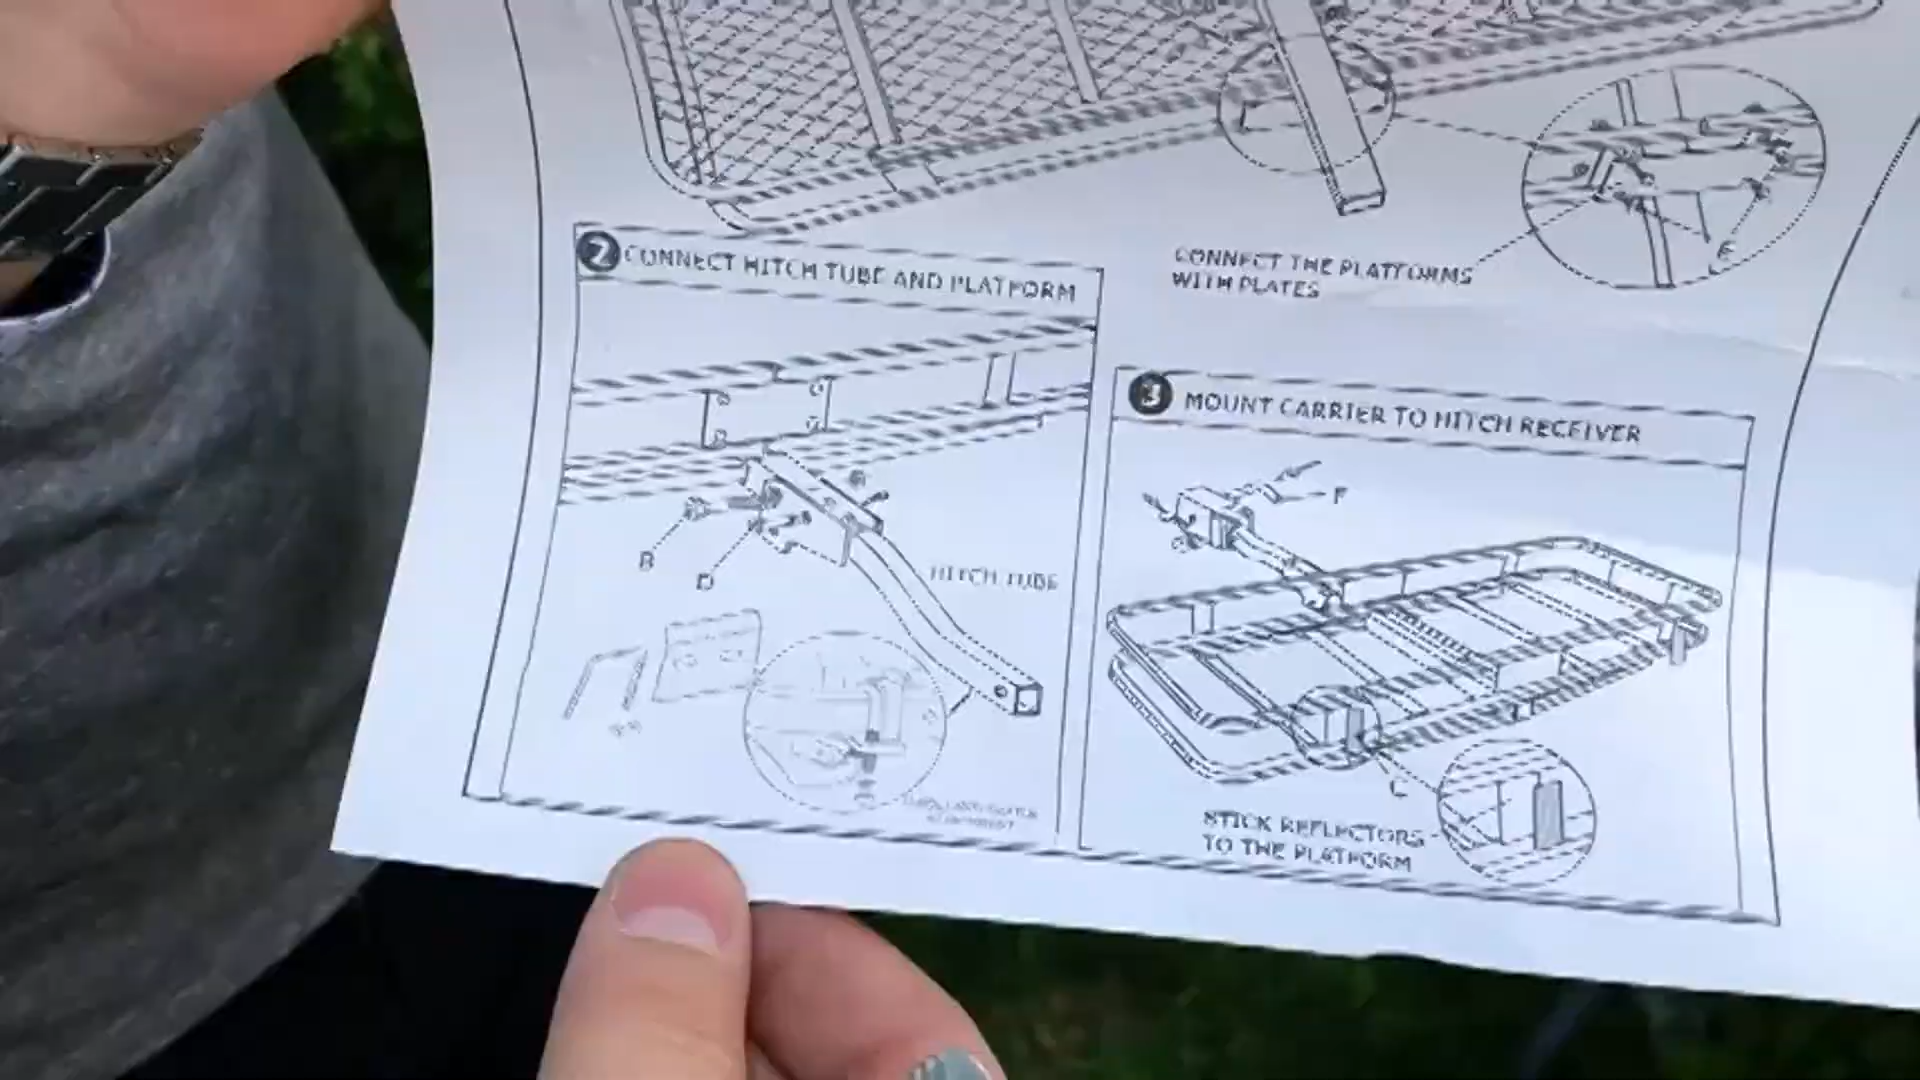 CONNECT THE PLATFORMS
WITH PLATES
E
2 CONNECT HITCH TUBE AND PLATFORM
B
D
HITCH TUBE
3 MOUNT CARRIER TO HITCH RECEIVER
F
C
STICK REFLECTORS
TO THE PLATFORM